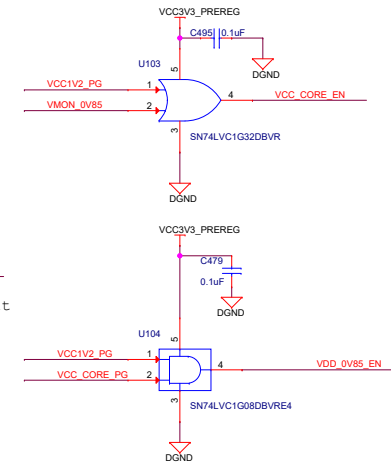 VCC3V3_PREREG
C495 0.1uF
U103
5
DGND
VCC1V2_PG 1
4 VCC_CORE_EN
VMON_0V85 2
3
SN74LVC1G32DBVR
DGND
VCC3V3_PREREG
C479
0.1uF
t
DGND
U104
5
VCC1V2_PG 1
4 VDD_0V85_EN
VCC_CORE_PG 2
3
SN74LVC1G08DBVRE4
DGND